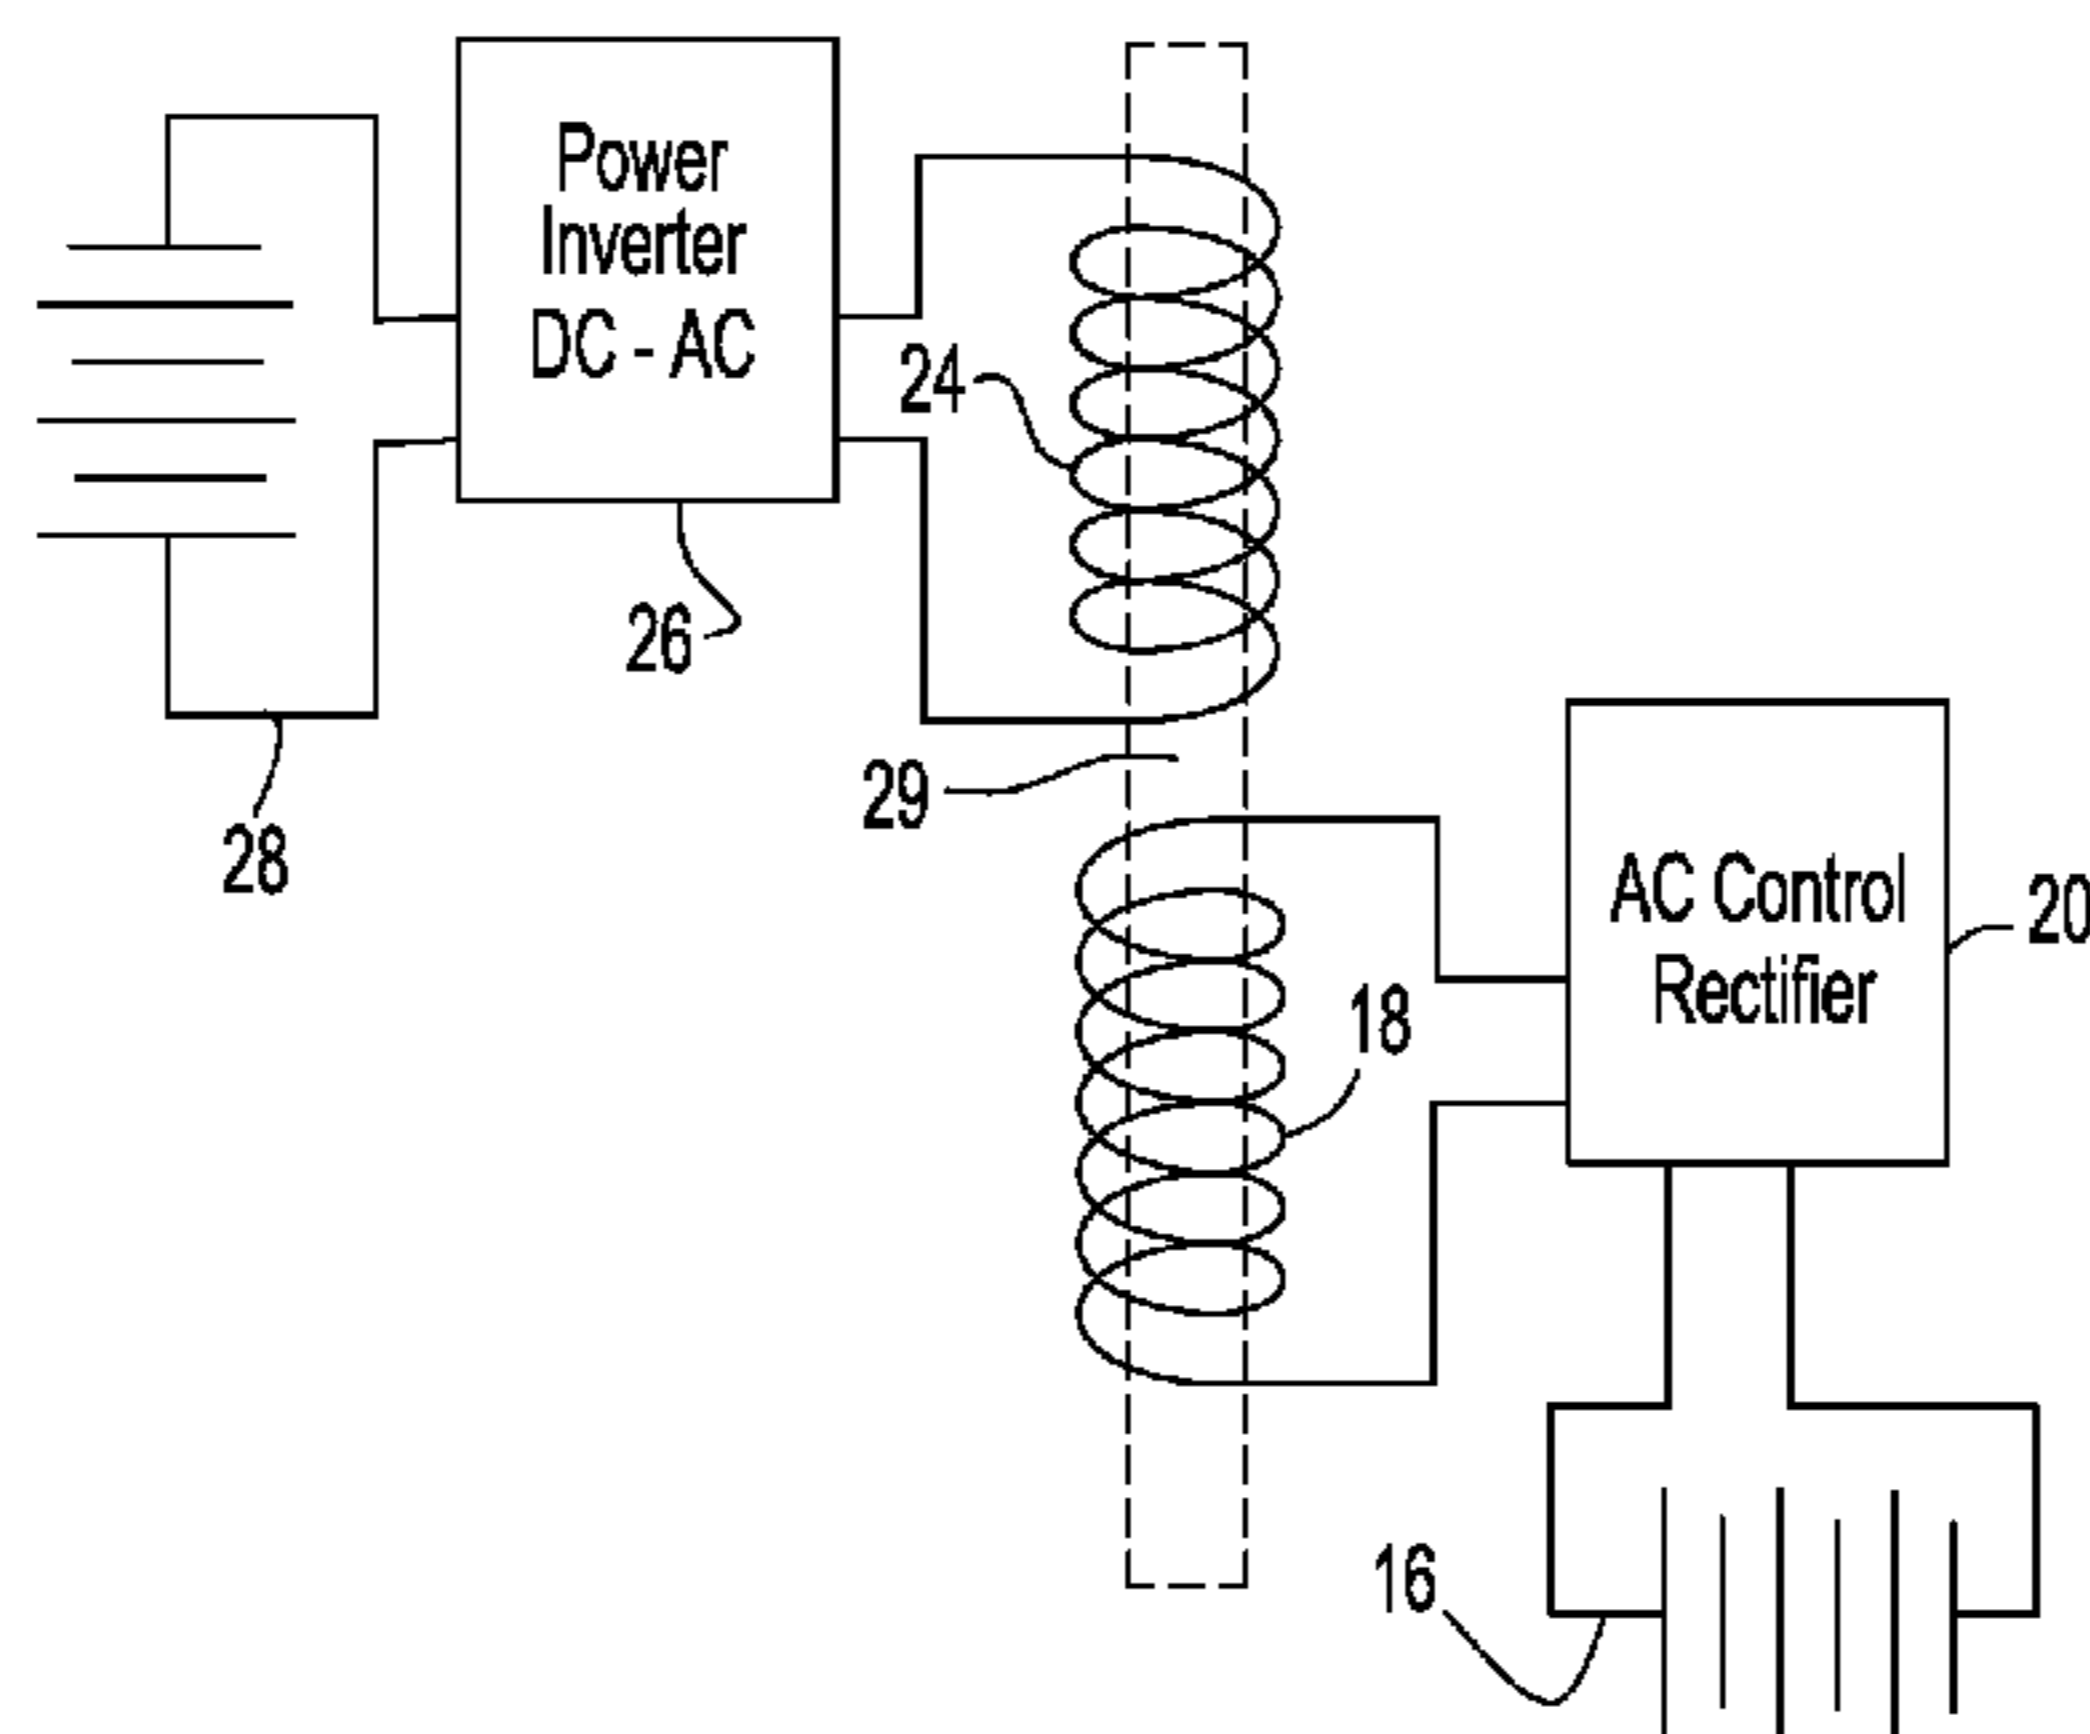 Power
Inverter
DC - AC
24
26
28
29
AC Control
Rectifier
20
18
16